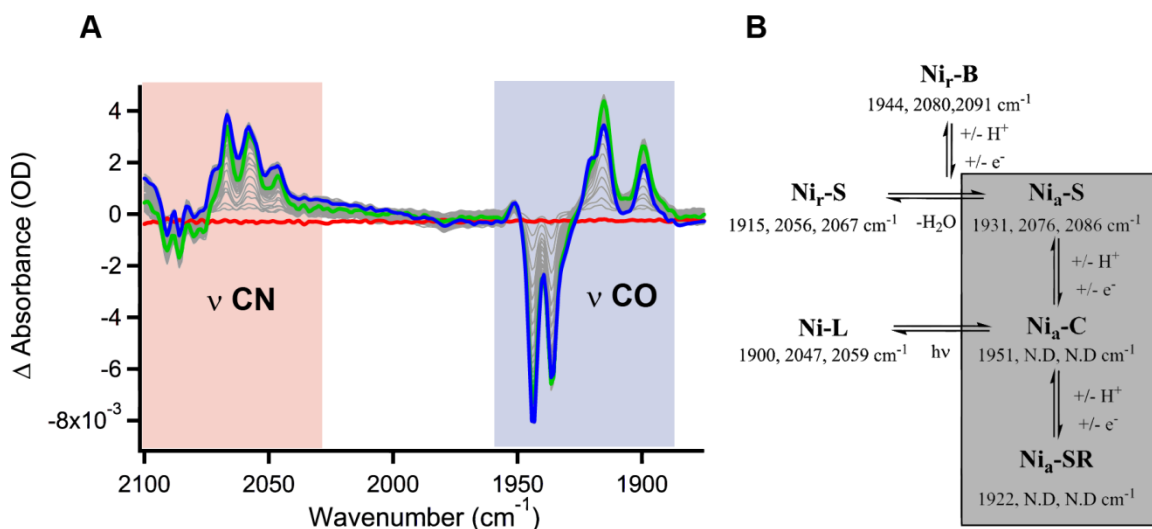 A
Δ Absorbance (OD)
4
2
0
-2
-4
-6
-8x10⁻³
ν CN
ν CO
2100
2050
2000
1950
1900
Wavenumber (cm⁻¹)
B
Niᵣ-B
1944, 2080,2091 cm⁻¹
+/- H⁺
+/- e⁻
Niᵣ-S
1915, 2056, 2067 cm⁻¹
-H₂O
Niₐ-S
1931, 2076, 2086 cm⁻¹
+/- H⁺
+/- e⁻
Ni-L
1900, 2047, 2059 cm⁻¹
hν
Niₐ-C
1951, N.D, N.D cm⁻¹
+/- H⁺
+/- e⁻
Niₐ-SR
1922, N.D, N.D cm⁻¹